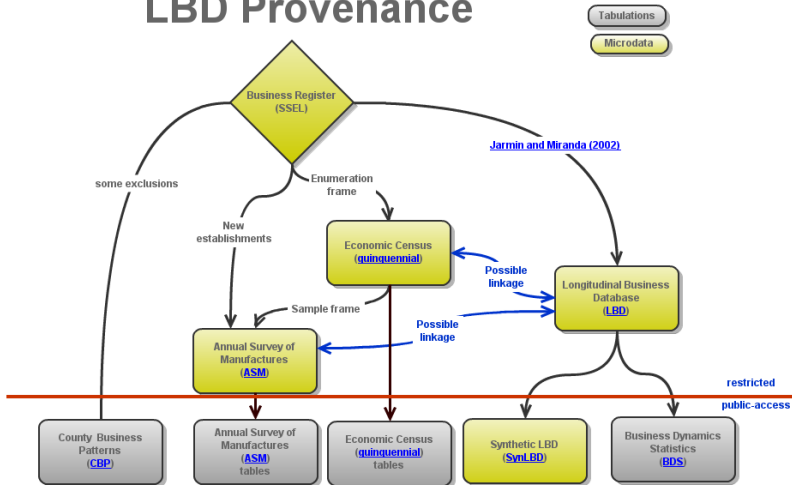 LBD Provenance
Tabulations
Microdata
Business Register
(SSEL)
Jarmin and Miranda (2002)
some exclusions
Enumeration
frame
New
establishments
Economic Census
(quinquennial)
Possible
linkage
Longitudinal Business
Database
(LBD)
Sample frame
Possible
linkage
Annual Survey of
Manufactures
(ASM)
restricted
public-access
County Business
Patterns
(CBP)
Annual Survey of
Manufactures
(ASM)
tables
Economic Census
(quinquennial)
tables
Synthetic LBD
(SynLBD)
Business Dynamics
Statistics
(BDS)